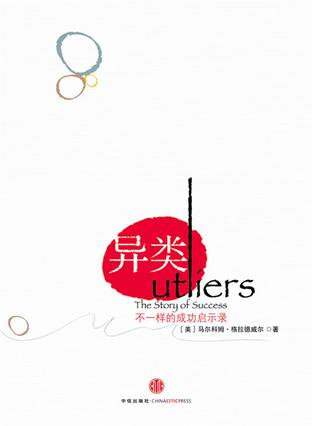 异类
utliers
The Story of Success
不一样的成功启示录
[美] 马尔科姆·格拉德威尔 ⊙著
中信出版社·CHINACITICPRESS